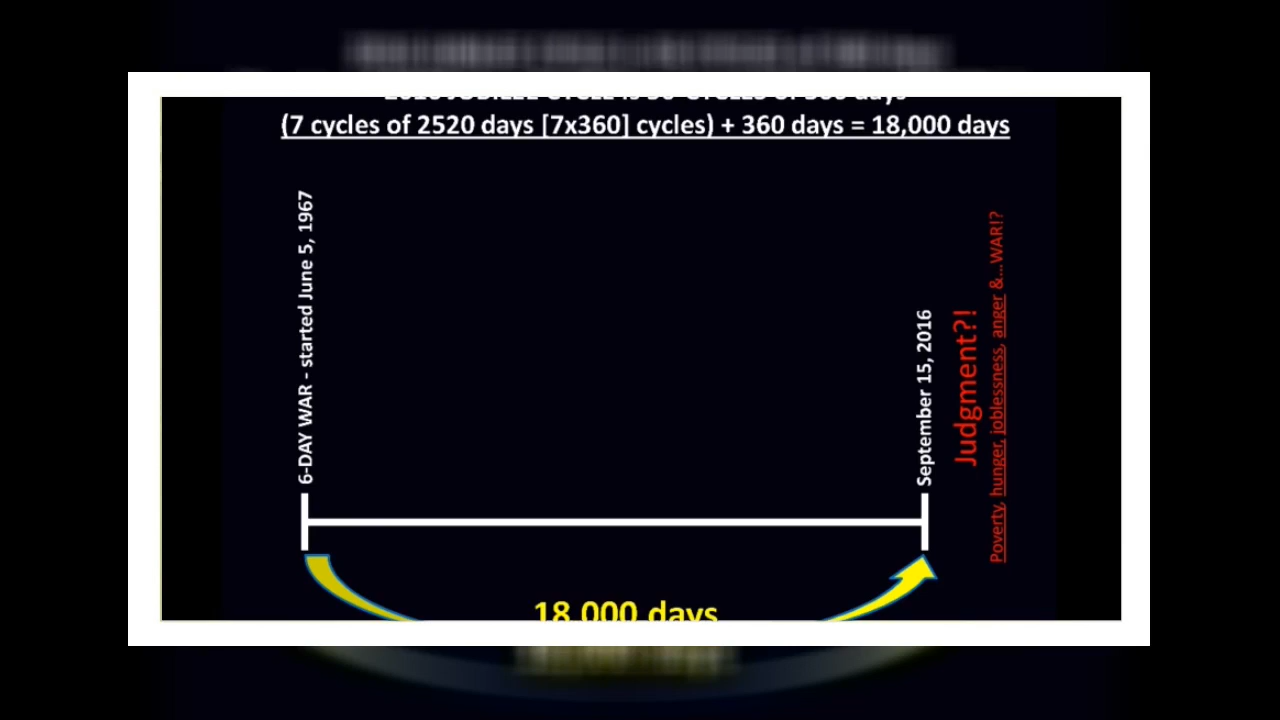 (7 cycles of 2520 days [7x360] cycles) + 360 days = 18,000 days
6-DAY WAR - started June 5, 1967
September 15, 2016
Judgment?!
Poverty, hunger, joblessness, anger &...WAR!?
18,000 days